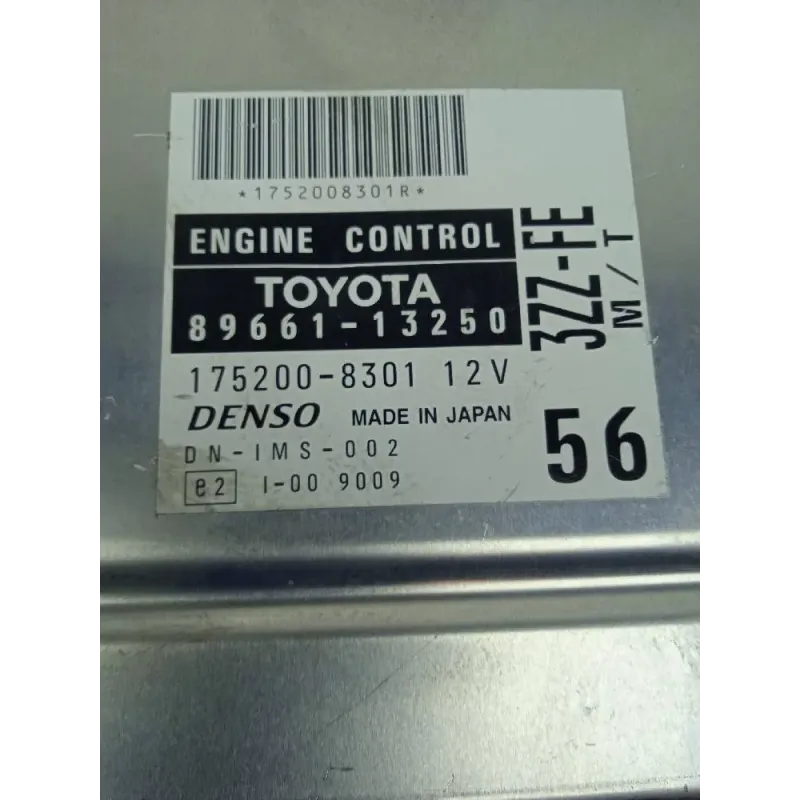 *1752008301R*
ENGINE CONTROL
TOYOTA
89661-13250
3ZZ-FE
M/T
175200-8301 12V
DENSO MADE IN JAPAN
56
DN-IMS-002
e2 I-00 9009